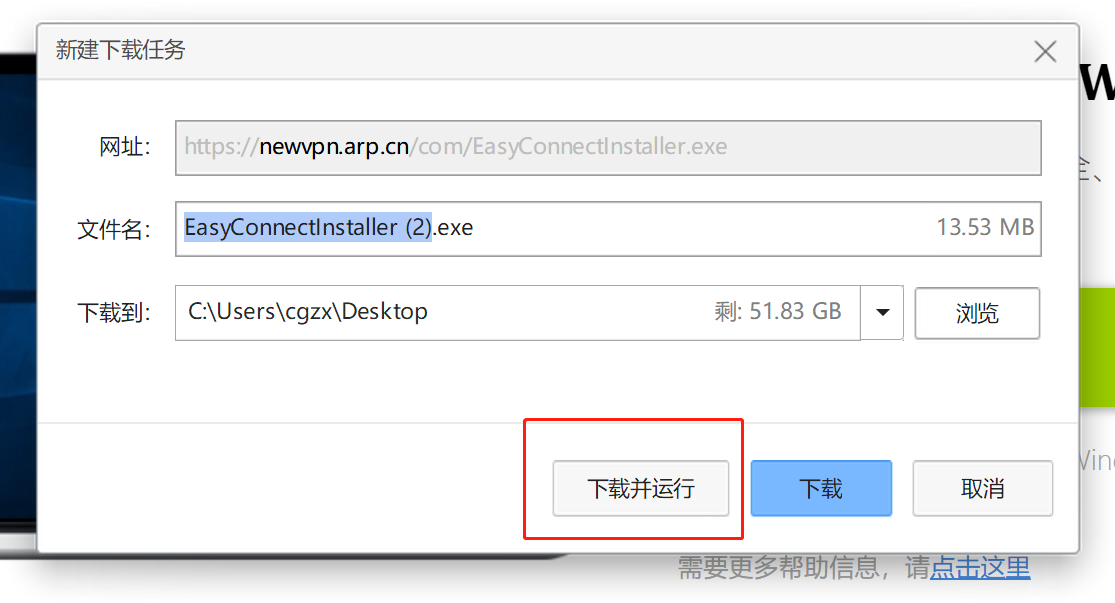 新建下载任务
W
网址： https://newvpn.arp.cn/com/EasyConnectInstaller.exe
全、
文件名： EasyConnectInstaller (2).exe 13.53 MB
下载到： C:\Users\cgzx\Desktop 剩: 51.83 GB 浏览
下载并运行 下载 取消
需要更多帮助信息，请点击这里